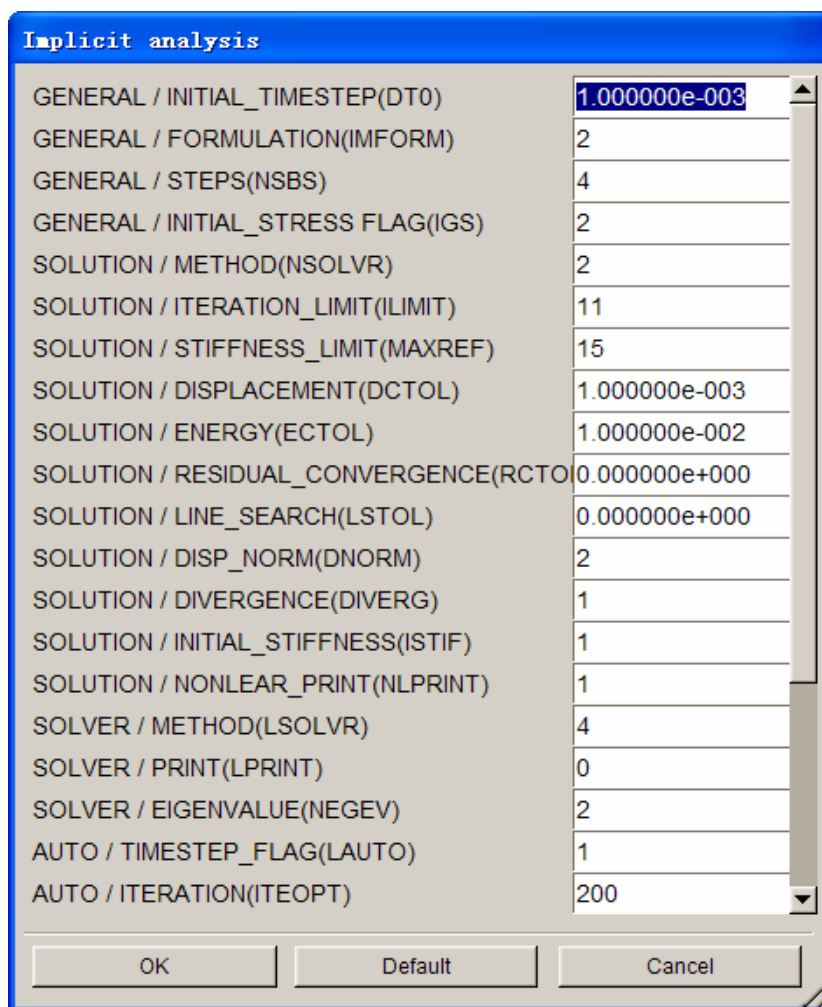 Implicit analysis
GENERAL / INITIAL_TIMESTEP(DT0) 1.000000e-003
GENERAL / FORMULATION(IMFORM) 2
GENERAL / STEPS(NSBS) 4
GENERAL / INITIAL_STRESS FLAG(IGS) 2
SOLUTION / METHOD(NSOLVR) 2
SOLUTION / ITERATION_LIMIT(ILIMIT) 11
SOLUTION / STIFFNESS_LIMIT(MAXREF) 15
SOLUTION / DISPLACEMENT(DCTOL) 1.000000e-003
SOLUTION / ENERGY(ECTOL) 1.000000e-002
SOLUTION / RESIDUAL_CONVERGENCE(RCTOl 0.000000e+000
SOLUTION / LINE_SEARCH(LSTOL) 0.000000e+000
SOLUTION / DISP_NORM(DNORM) 2
SOLUTION / DIVERGENCE(DIVERG) 1
SOLUTION / INITIAL_STIFFNESS(ISTIF) 1
SOLUTION / NONLEAR_PRINT(NLPRINT) 1
SOLVER / METHOD(LSOLVR) 4
SOLVER / PRINT(LPRINT) 0
SOLVER / EIGENVALUE(NEGEV) 2
AUTO / TIMESTEP_FLAG(LAUTO) 1
AUTO / ITERATION(ITEOPT) 200
OK Default Cancel